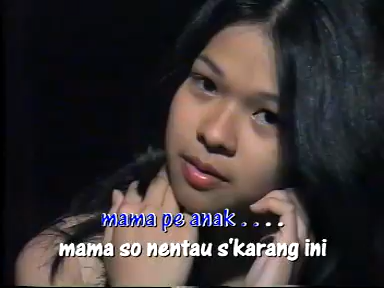 mama pe anak . . . .
mama so nentau s'karang ini